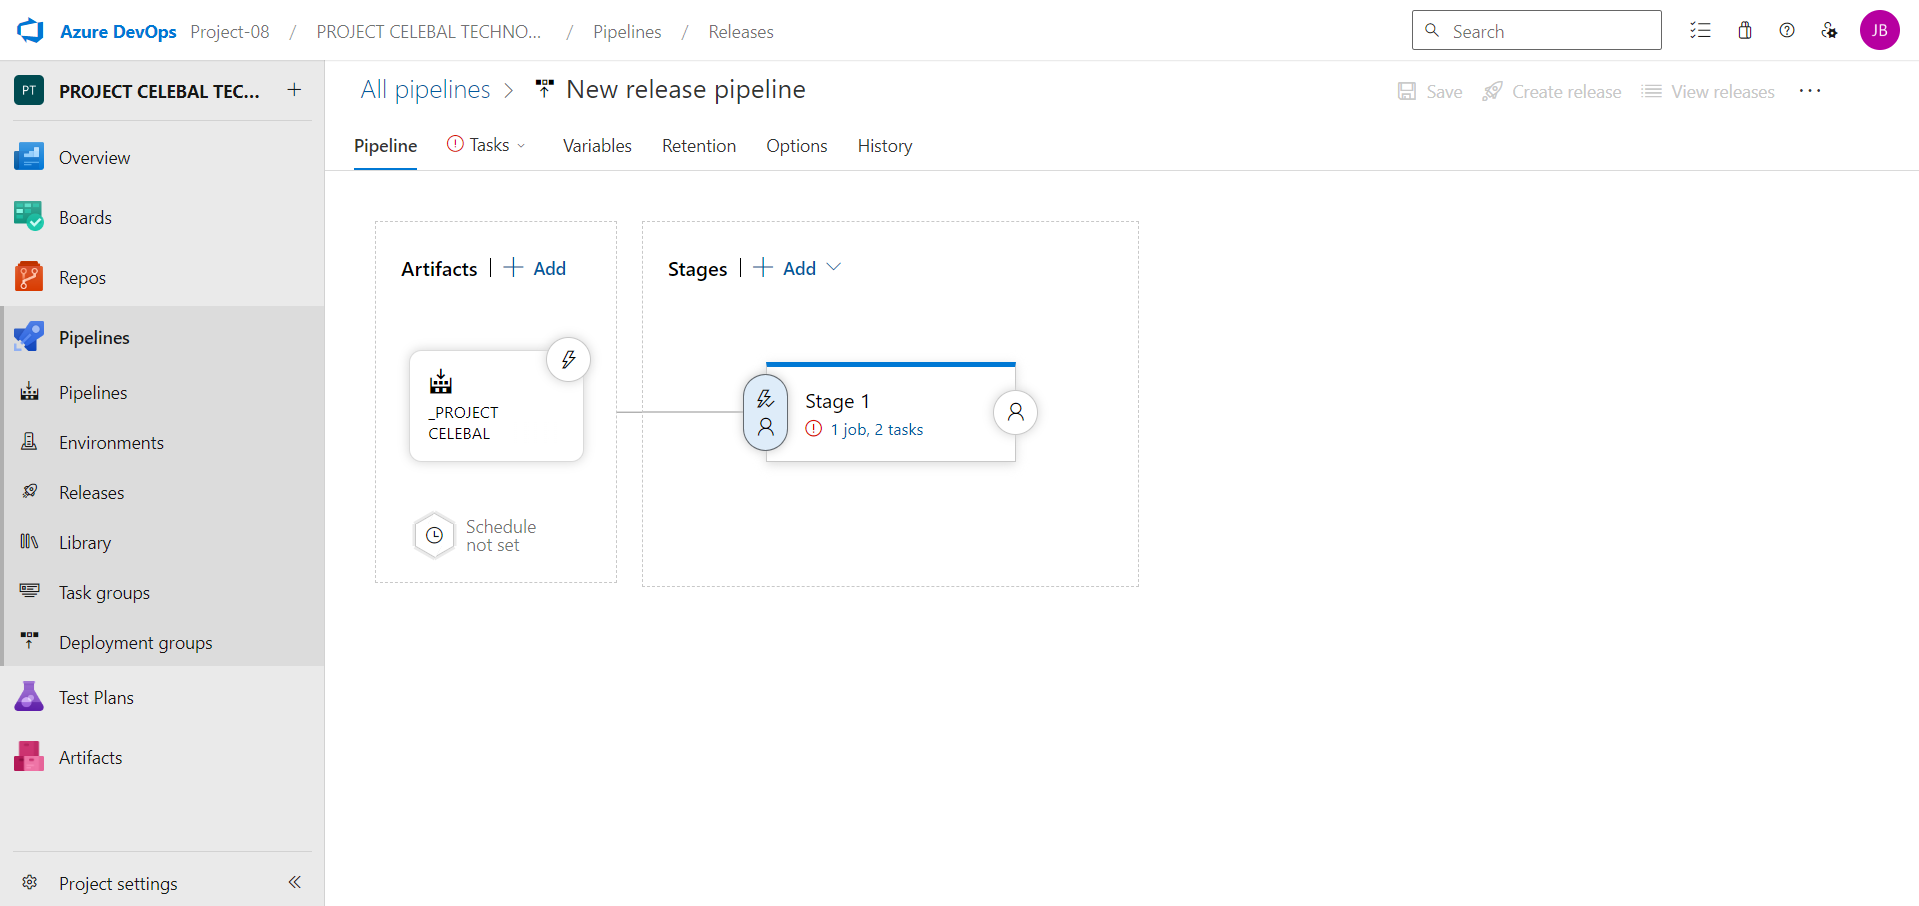 Azure DevOps Project-08 / PROJECT CELEBAL TECHNO... / Pipelines / Releases
Search
JB
PT PROJECT CELEBAL TEC... +
Overview
Boards
Repos
Pipelines
Pipelines
Environments
Releases
Library
Task groups
Deployment groups
Test Plans
Artifacts
Project settings
All pipelines > New release pipeline
Save Create release View releases ...
Pipeline Tasks Variables Retention Options History
Artifacts | + Add
_PROJECT
CELEBAL
Schedule
not set
Stages | + Add
Stage 1
1 job, 2 tasks